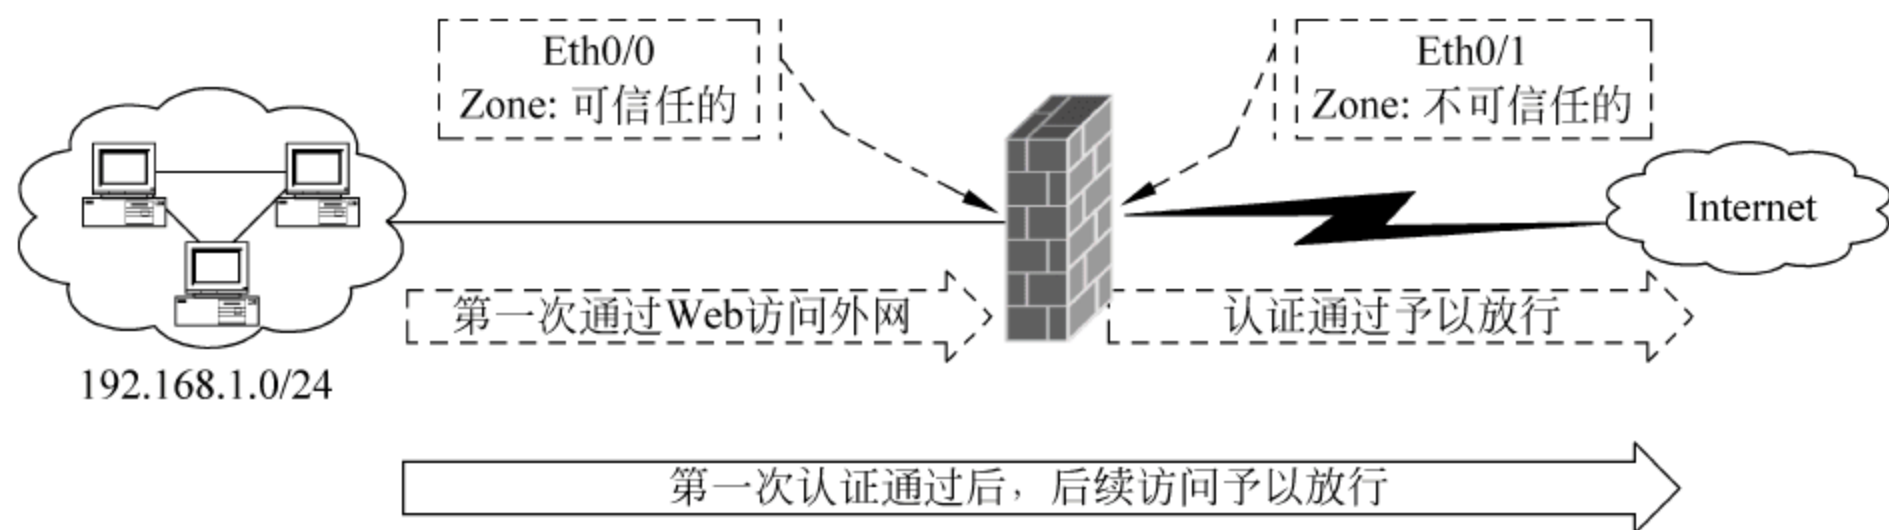 Eth0/0
Zone: 可信任的
Eth0/1
Zone: 不可信任的
Internet
第一次通过Web访问外网
认证通过予以放行
192.168.1.0/24
第一次认证通过后，后续访问予以放行